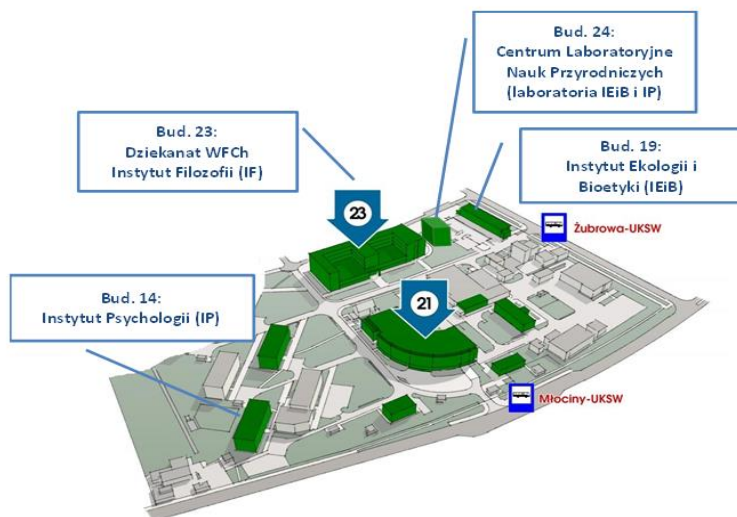 Bud. 24:
Centrum Laboratoryjne
Nauk Przyrodniczych
(laboratoria IEiB i IP)
Bud. 23:
Dziekanat WFCh
Instytut Filozofii (IF)
Bud. 19:
Instytut Ekologii i
Bioetyki (IEiB)
23
Żubrowa-UKSW
Bud. 14:
Instytut Psychologii (IP)
21
Młociny-UKSW